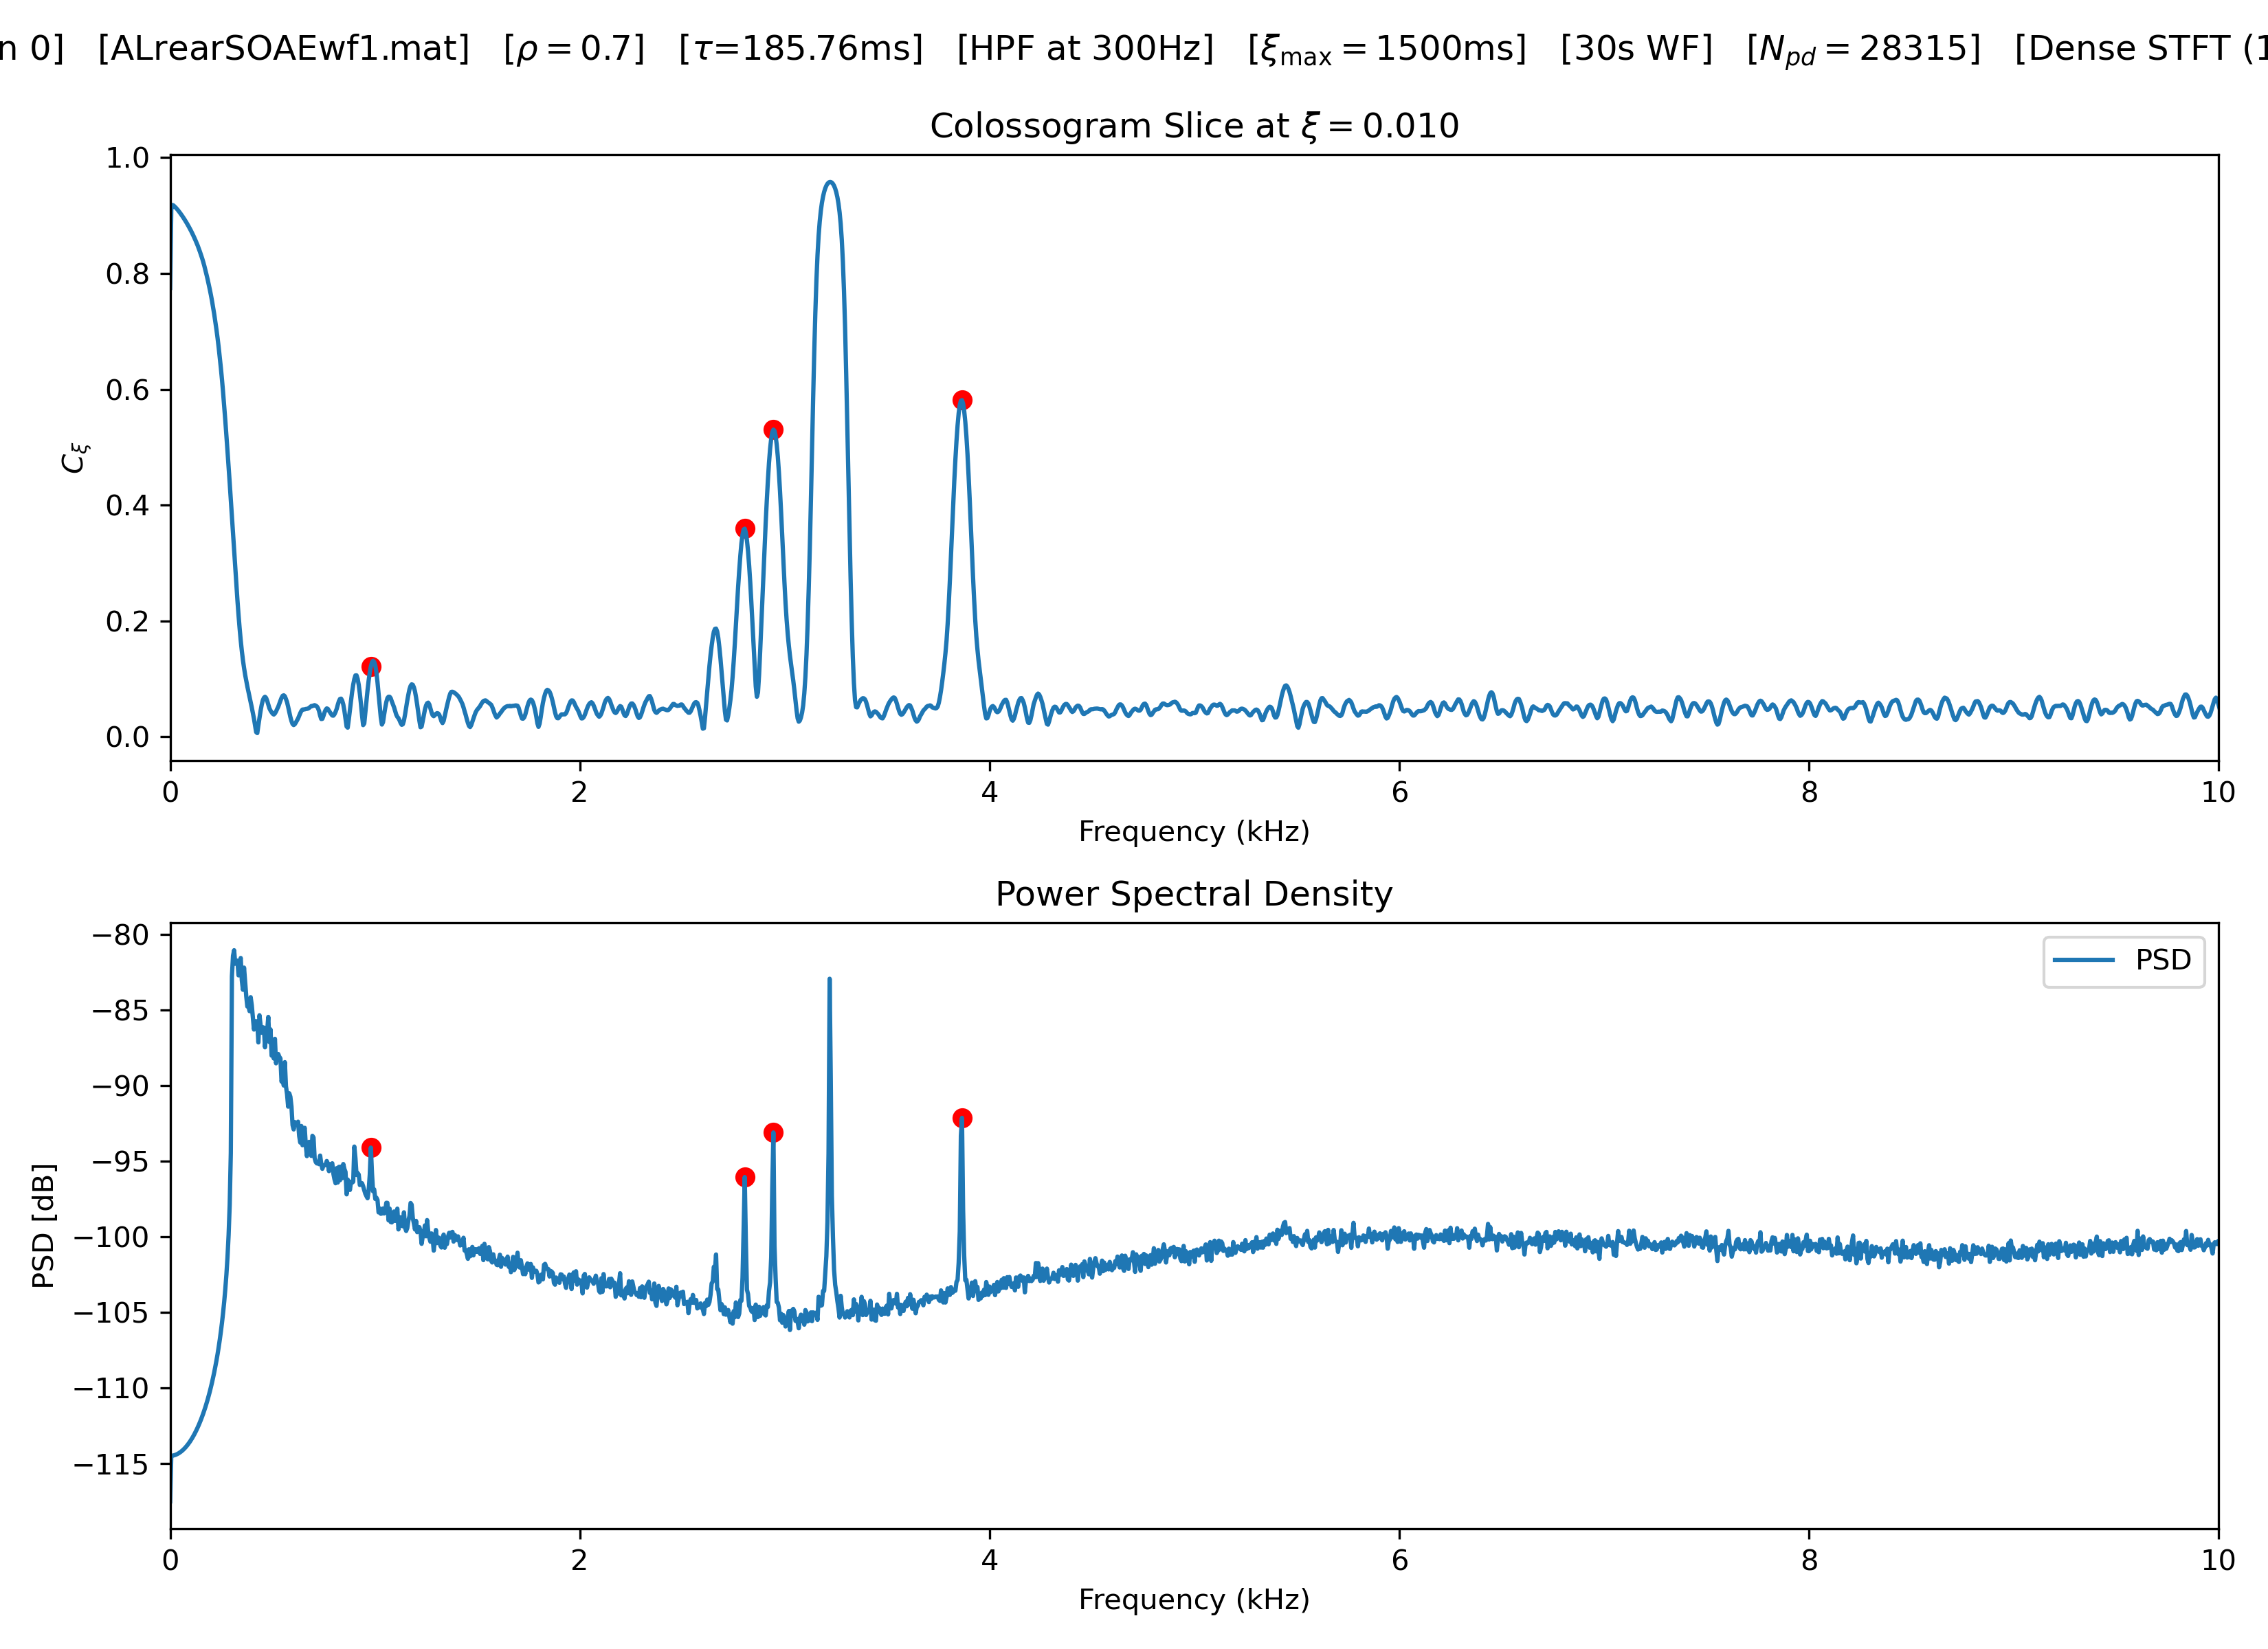 n 0] [ALrearSOAEwf1.mat] [ρ = 0.7] [τ=185.76ms] [HPF at 300Hz] [ξmax = 1500ms] [30s WF] [Npd = 28315] [Dense STFT (1
Colossogram Slice at ξ = 0.010
1.0
0.8
0.6
0.4
0.2
0.0
Cξ
0 2 4 6 8 10
Frequency (kHz)
Power Spectral Density
−80
−85
−90
−95
−100
−105
−110
−115
PSD [dB]
PSD
0 2 4 6 8 10
Frequency (kHz)